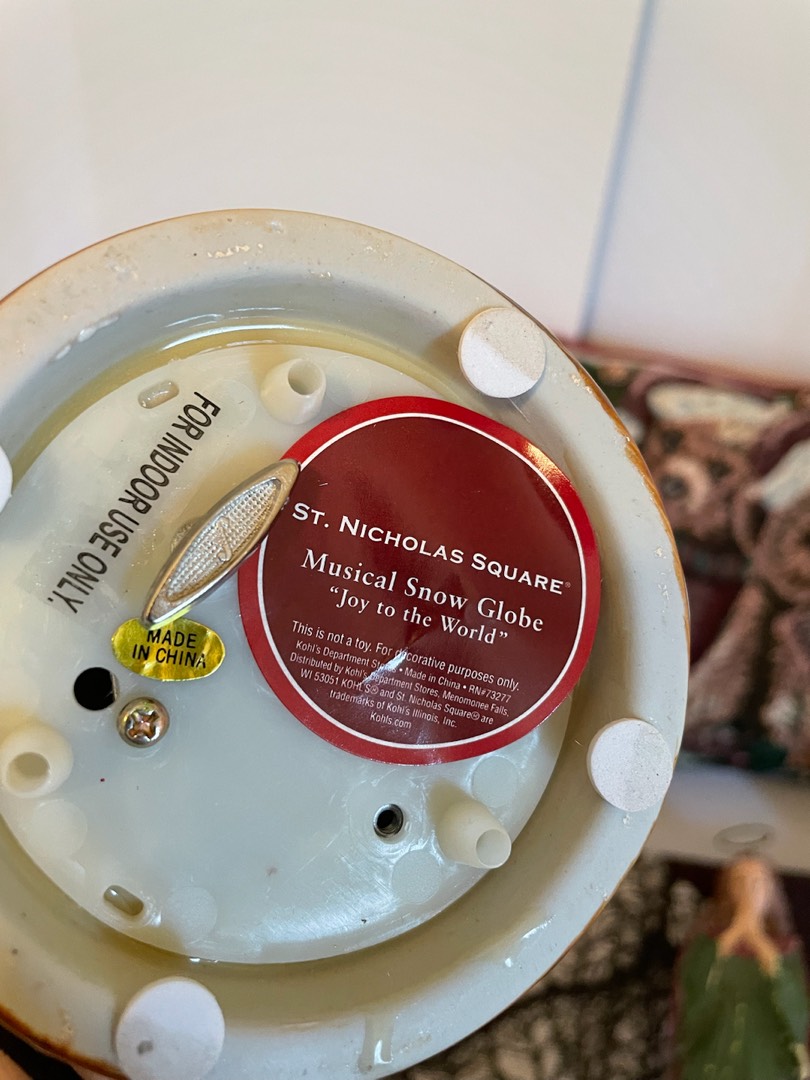 FOR INDOOR USE ONLY.
MADE
IN CHINA
ST. NICHOLAS SQUARE®
Musical Snow Globe
“Joy to the World”
This is not a toy. For decorative purposes only.
Kohl's Department Stores • Made in China • RN#73277
Distributed by Kohl's Department Stores, Menomonee Falls,
WI 53051 KOHL'S® and St. Nicholas Square® are
trademarks of Kohl's Illinois, Inc.
Kohls.com